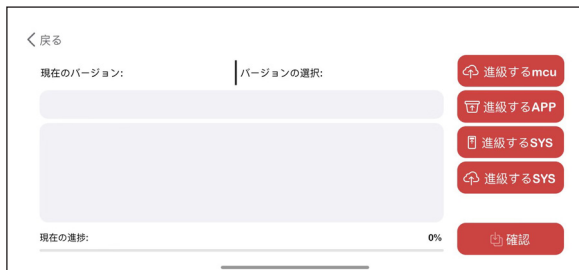 戻る
現在のバージョン:
バージョンの選択:
進級するmcu
進級するAPP
進級するSYS
進級するSYS
現在の進捗:
0%
確認